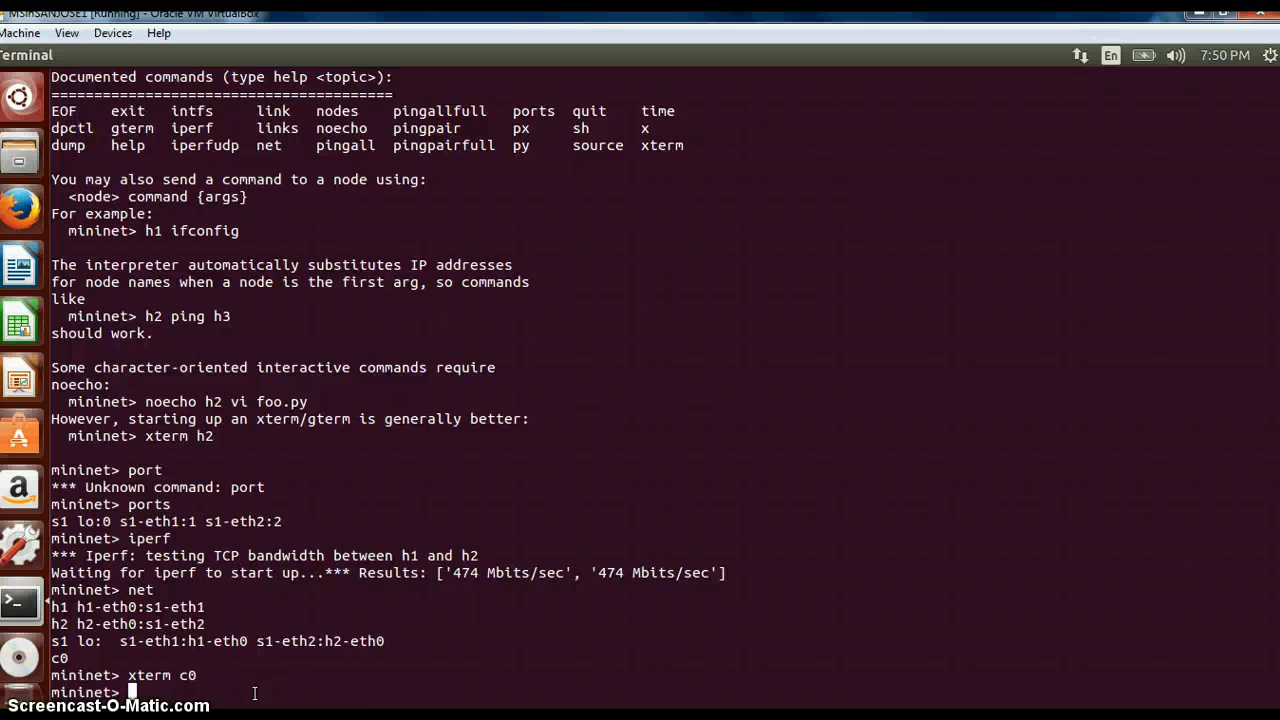 MSinSANJOSE1 [Running] - Oracle VM VirtualBox
Machine View Devices Help
Terminal En 7:50 PM
Documented commands (type help <topic>):
========================================
EOF exit intfs link nodes pingallfull ports quit time
dpctl gterm iperf links noecho pingpair px sh x
dump help iperfudp net pingall pingpairfull py source xterm
You may also send a command to a node using:
<node> command {args}
For example:
mininet> h1 ifconfig
The interpreter automatically substitutes IP addresses
for node names when a node is the first arg, so commands
like
mininet> h2 ping h3
should work.
Some character-oriented interactive commands require
noecho:
mininet> noecho h2 vi foo.py
However, starting up an xterm/gterm is generally better:
mininet> xterm h2
mininet> port
*** Unknown command: port
mininet> ports
s1 lo:0 s1-eth1:1 s1-eth2:2
mininet> iperf
*** Iperf: testing TCP bandwidth between h1 and h2
Waiting for iperf to start up...*** Results: ['474 Mbits/sec', '474 Mbits/sec']
mininet> net
h1 h1-eth0:s1-eth1
h2 h2-eth0:s1-eth2
s1 lo:  s1-eth1:h1-eth0 s1-eth2:h2-eth0
c0
mininet> xterm c0
mininet>
Screencast-O-Matic.com